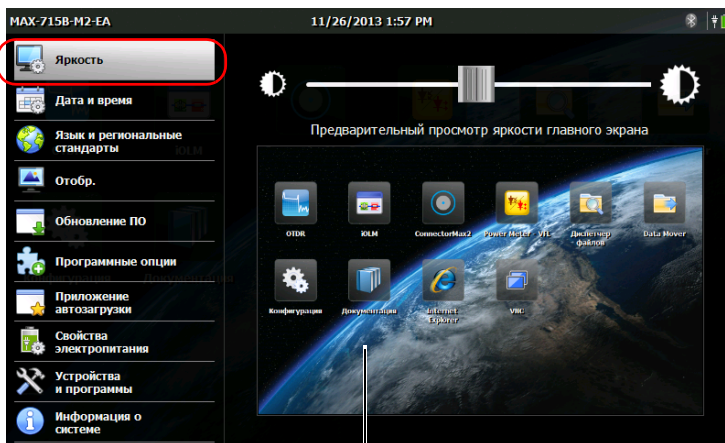 MAX-715B-M2-EA 11/26/2013 1:57 PM
Яркость
Дата и время
Язык и региональные
стандарты
Отобр.
Обновление ПО
Программные опции
Приложение
автозагрузки
Свойства
электропитания
Устройства
и программы
Информация о
системе
Предварительный просмотр яркости главного экрана
OTDR iOLM ConnectorMax2 Power Meter - VFL Диспетчер
файлов Data Mover
Конфигурация Документация Internet
Explorer VNC